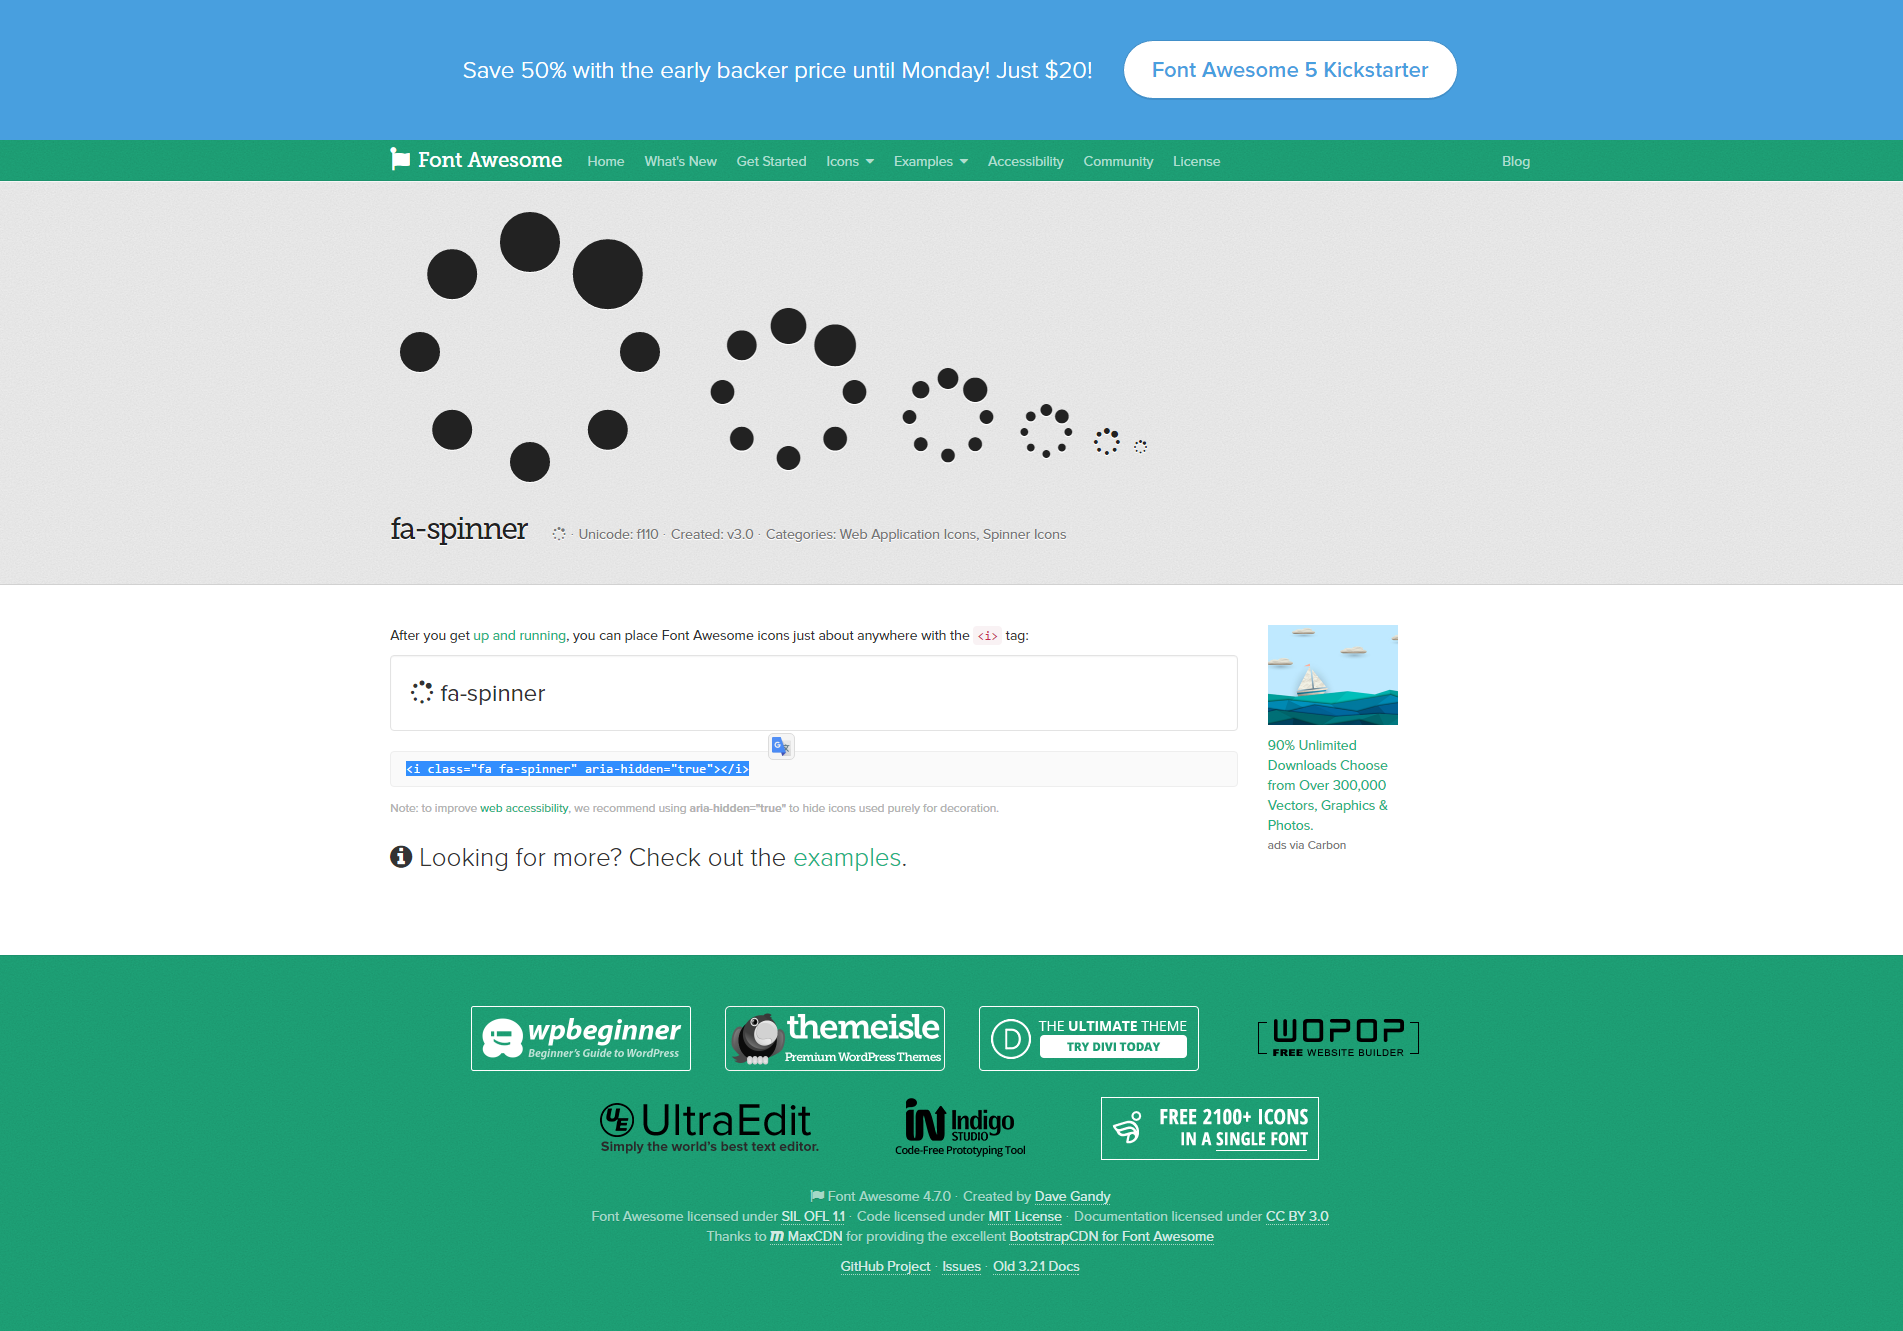 Save 50% with the early backer price until Monday! Just $20!
Font Awesome 5 Kickstarter
Font Awesome Home What's New Get Started Icons Examples Accessibility Community License Blog
fa-spinner · Unicode: f110 · Created: v3.0 · Categories: Web Application Icons, Spinner Icons
After you get up and running, you can place Font Awesome icons just about anywhere with the <i> tag:
fa-spinner
<i class="fa fa-spinner" aria-hidden="true"></i>
Note: to improve web accessibility, we recommend using aria-hidden="true" to hide icons used purely for decoration.
Looking for more? Check out the examples.
90% Unlimited
Downloads Choose
from Over 300,000
Vectors, Graphics &
Photos.
ads via Carbon
wpbeginner
Beginner's Guide to WordPress
themeisle
Premium WordPress Themes
D
THE ULTIMATE THEME
TRY DIVI TODAY
WOPOP
FREE WEBSITE BUILDER
UE UltraEdit
Simply the world's best text editor.
IN Indigo
STUDIO
Code-Free Prototyping Tool
FREE 2100+ ICONS
IN A SINGLE FONT
Font Awesome 4.7.0 · Created by Dave Gandy
Font Awesome licensed under SIL OFL 1.1 · Code licensed under MIT License · Documentation licensed under CC BY 3.0
Thanks to m MaxCDN for providing the excellent BootstrapCDN for Font Awesome
GitHub Project · Issues · Old 3.2.1 Docs